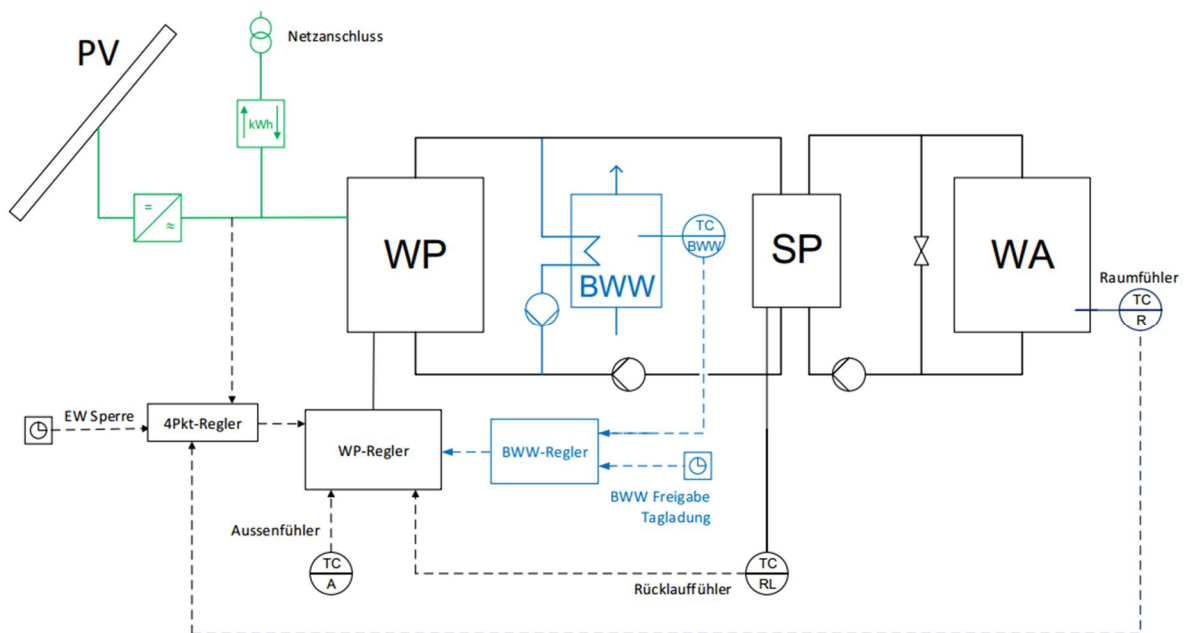 PV
Netzanschluss
kWh
=
≈
WP
BWW
TC
BWW
SP
WA
Raumfühler
TC
R
EW Sperre
4Pkt-Regler
WP-Regler
BWW-Regler
BWW Freigabe
Tagladung
Aussenfühler
TC
A
Rücklauffühler
TC
RL